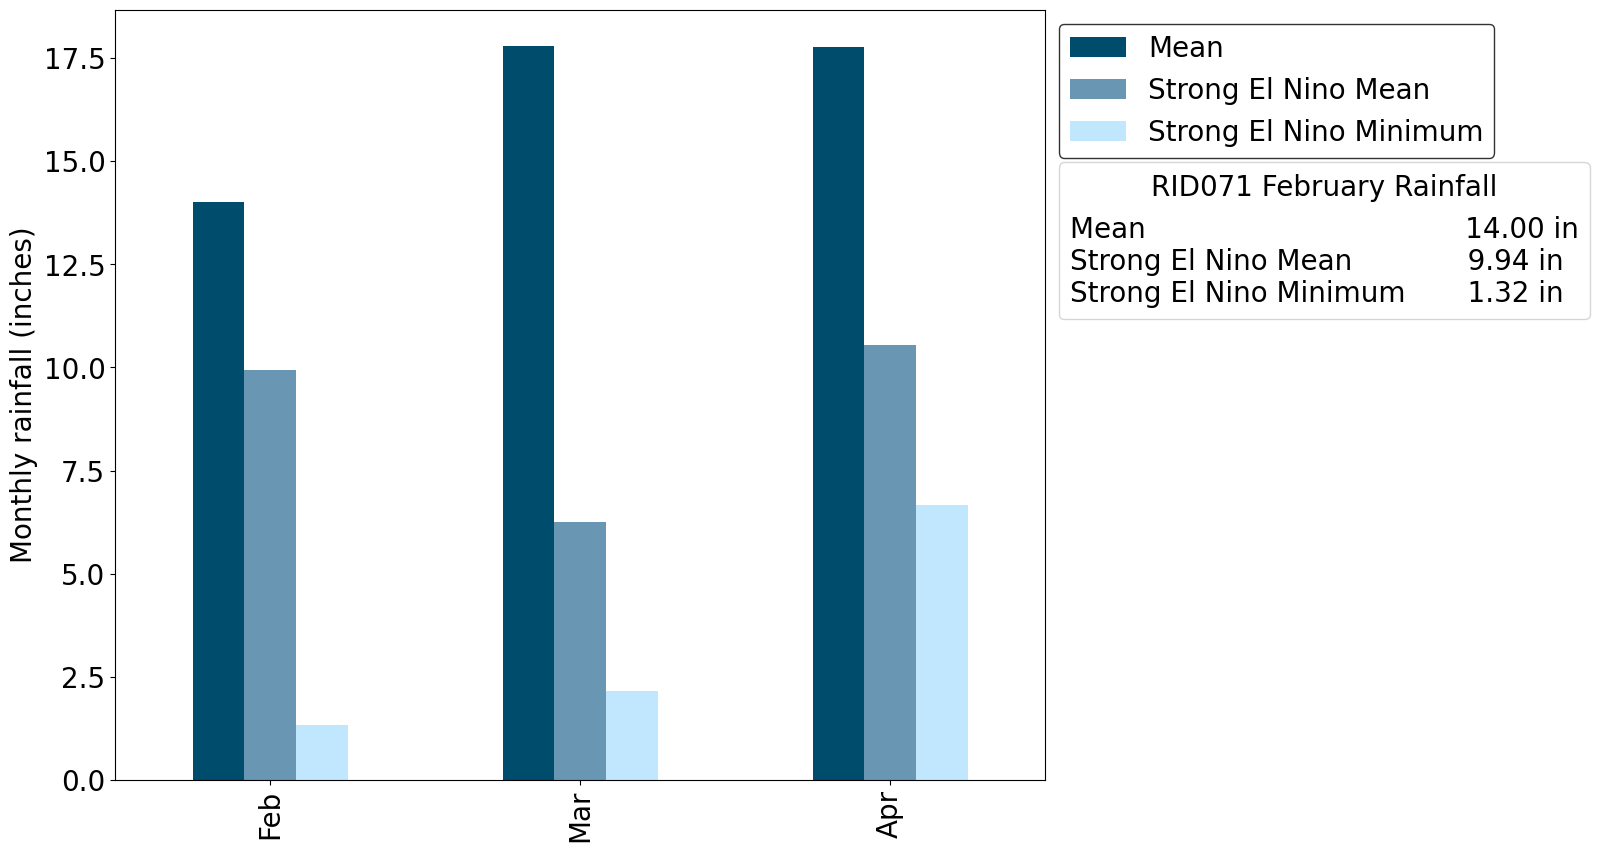 Monthly rainfall (inches)
17.5
15.0
12.5
10.0
7.5
5.0
2.5
0.0
Feb
Mar
Apr
Mean
Strong El Nino Mean
Strong El Nino Minimum
RID071 February Rainfall
Mean 14.00 in
Strong El Nino Mean 9.94 in
Strong El Nino Minimum 1.32 in